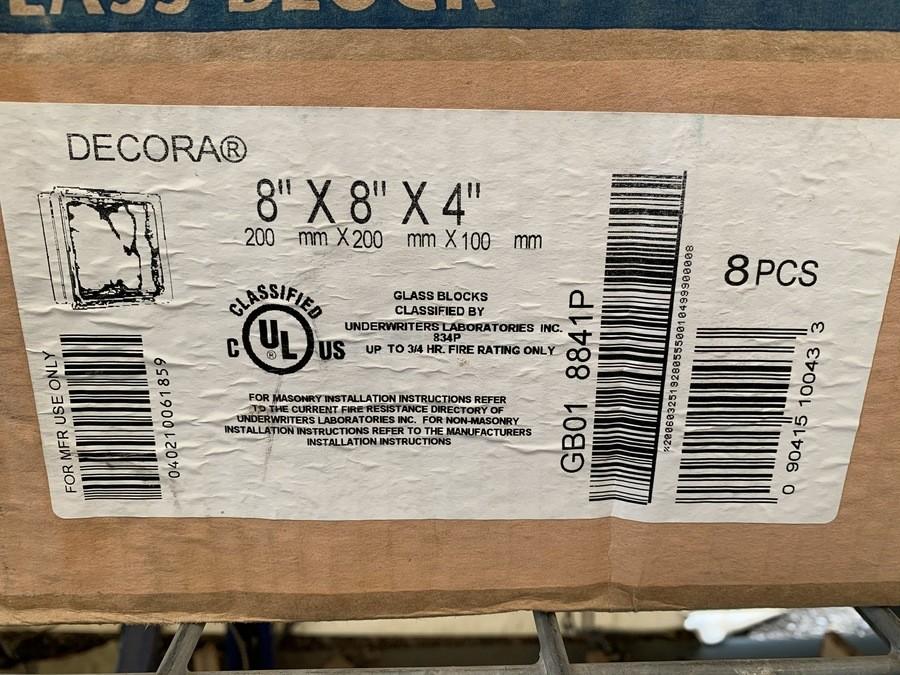 LASS BLOCK
DECORA®
8" X 8" X 4"
200 mm X 200 mm X 100 mm
CLASSIFIED
C UL ® US
GLASS BLOCKS
CLASSIFIED BY
UNDERWRITERS LABORATORIES INC.
834P
UP TO 3/4 HR. FIRE RATING ONLY
FOR MASONRY INSTALLATION INSTRUCTIONS REFER
TO THE CURRENT FIRE RESISTANCE DIRECTORY OF
UNDERWRITERS LABORATORIES INC. FOR NON-MASONRY
INSTALLATION INSTRUCTIONS REFER TO THE MANUFACTURERS
INSTALLATION INSTRUCTIONS
FOR MFR USE ONLY
040210061859
GB01 8841P
8 PCS
0 90415 10043 3